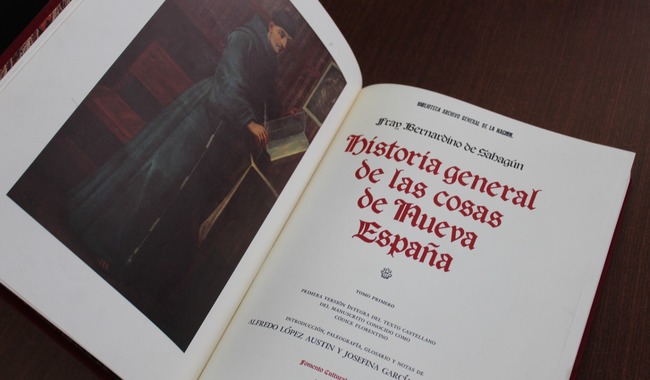 BIBLIOTECA ARCHIVO GENERAL DE LA NACION.
Fray Bernardino de Sahagún
Historia general
de las cosas
de Nueva
España
TOMO PRIMERO
PRIMERA VERSIÓN ÍNTEGRA DEL TEXTO CASTELLANO
DEL MANUSCRITO CONOCIDO COMO
CÓDICE FLORENTINO
INTRODUCCIÓN, PALEOGRAFÍA, GLOSARIO Y NOTAS DE
ALFREDO LÓPEZ AUSTIN Y JOSEFINA GARCÍA
Fomento Cultural